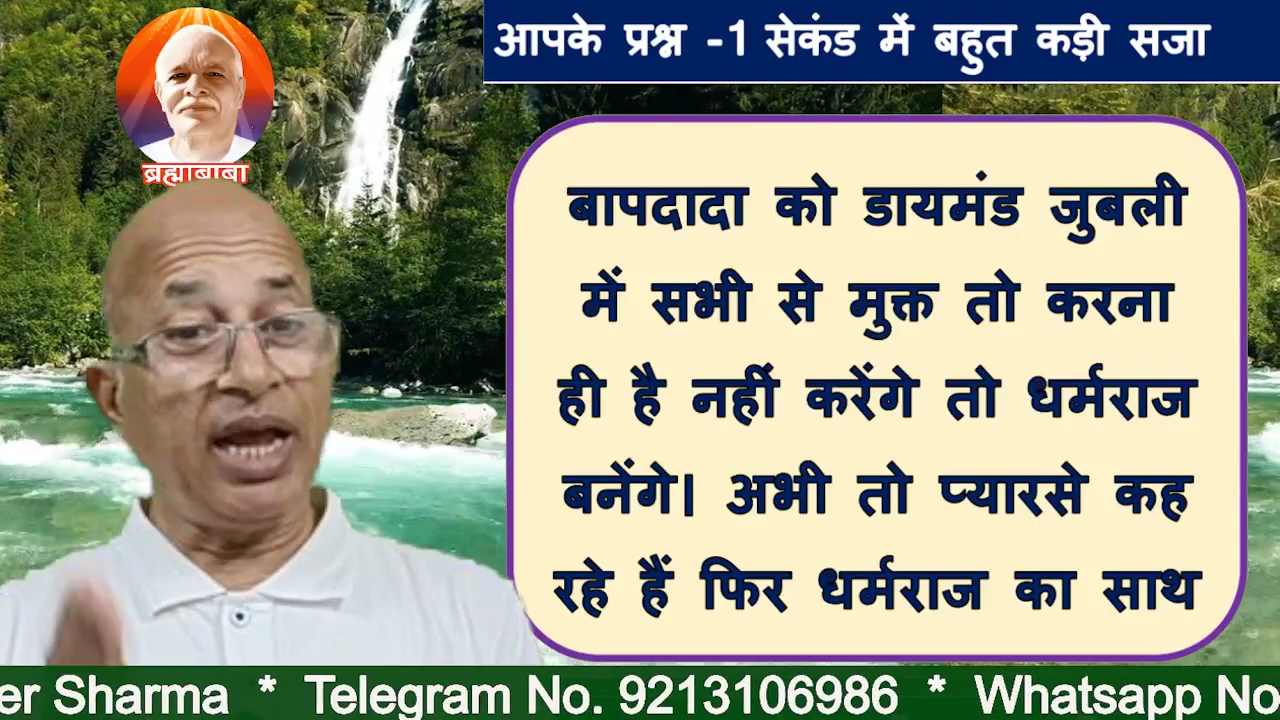 आपके प्रश्न -1 सेकंड में बहुत कड़ी सजा
ब्रह्माबाबा
बापदादा को डायमंड जुबली
में सभी से मुक्त तो करना
ही है नहीं करेंगे तो धर्मराज
बनेंगे। अभी तो प्यारसे कह
रहे हैं फिर धर्मराज का साथ
er Sharma * Telegram No. 9213106986 * Whatsapp No